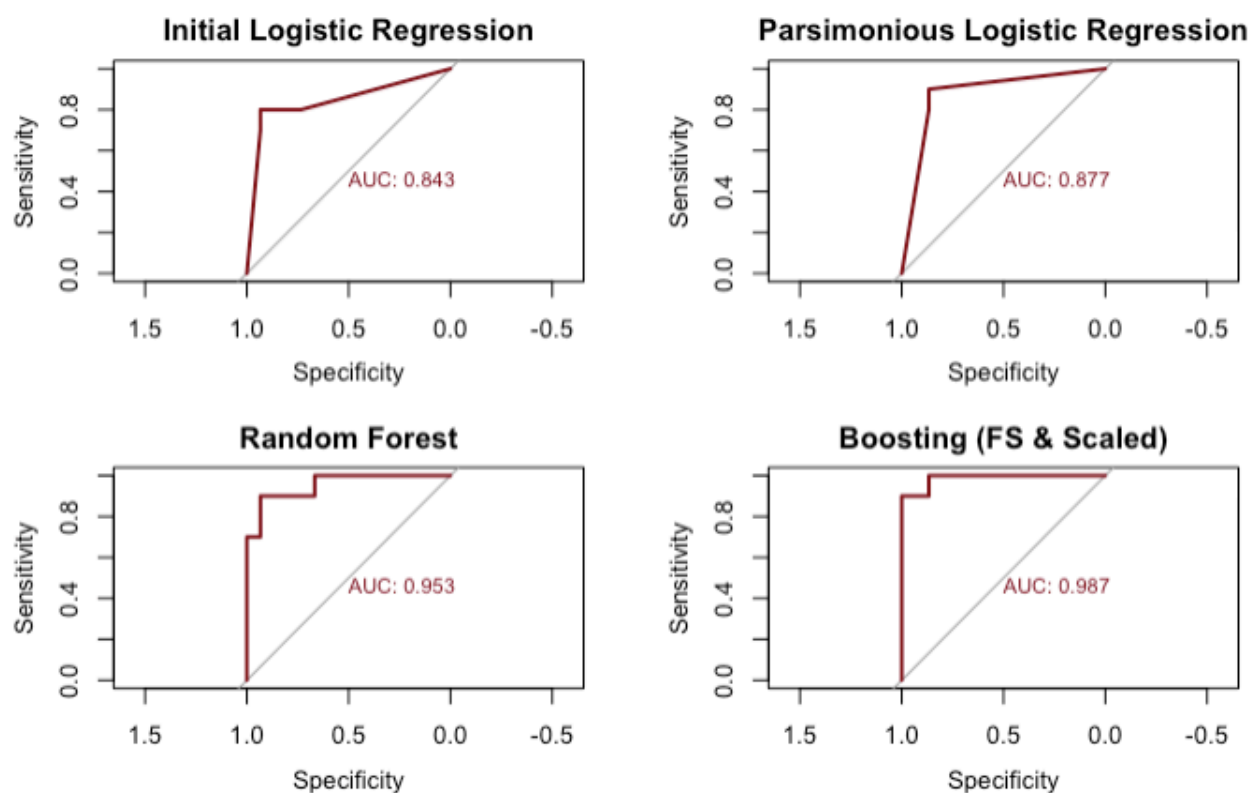 Initial Logistic Regression
Sensitivity
0.0 0.4 0.8
AUC: 0.843
1.5 1.0 0.5 0.0 -0.5
Specificity
Parsimonious Logistic Regression
Sensitivity
0.0 0.4 0.8
AUC: 0.877
1.5 1.0 0.5 0.0 -0.5
Specificity
Random Forest
Sensitivity
0.0 0.4 0.8
AUC: 0.953
1.5 1.0 0.5 0.0 -0.5
Specificity
Boosting (FS & Scaled)
Sensitivity
0.0 0.4 0.8
AUC: 0.987
1.5 1.0 0.5 0.0 -0.5
Specificity